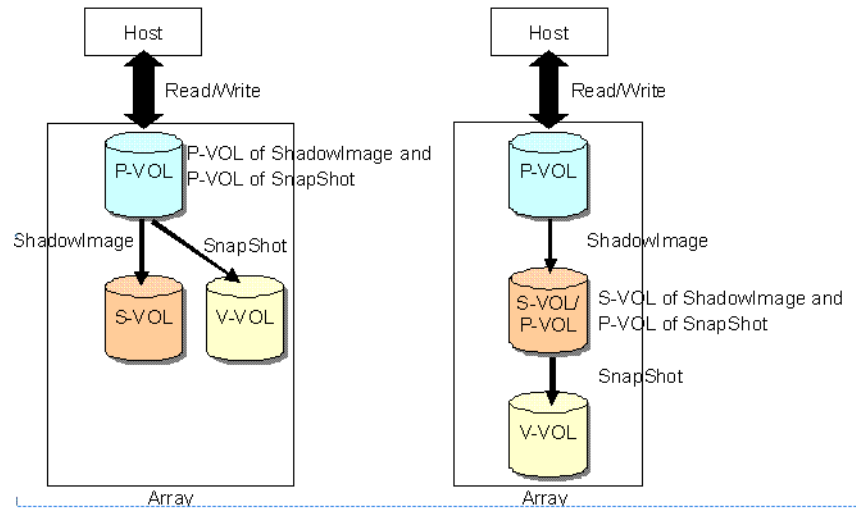 Host
Read/Write
P-VOL
P-VOL of ShadowImage and
P-VOL of SnapShot
ShadowImage
SnapShot
S-VOL
V-VOL
Array
Host
Read/Write
P-VOL
ShadowImage
S-VOL/
P-VOL
S-VOL of ShadowImage and
P-VOL of SnapShot
SnapShot
V-VOL
Array